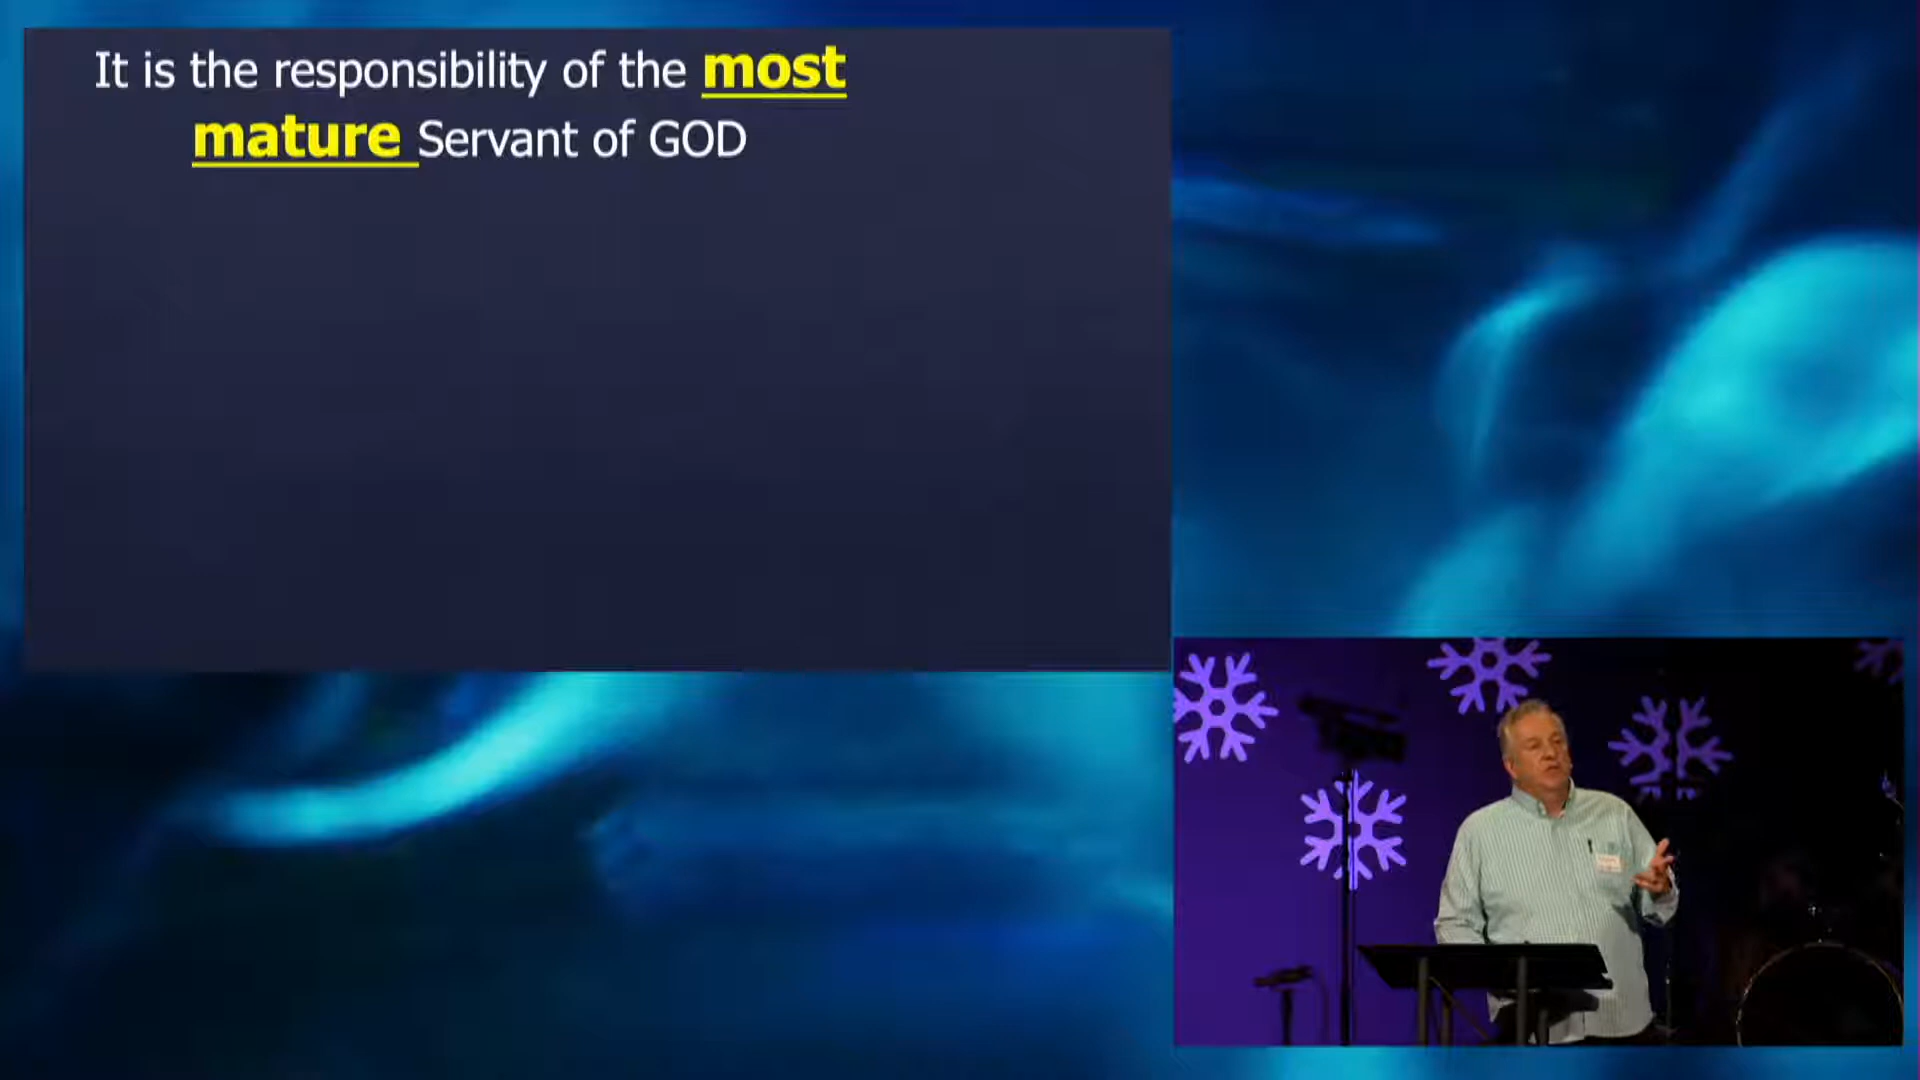 It is the responsibility of the most
mature Servant of GOD